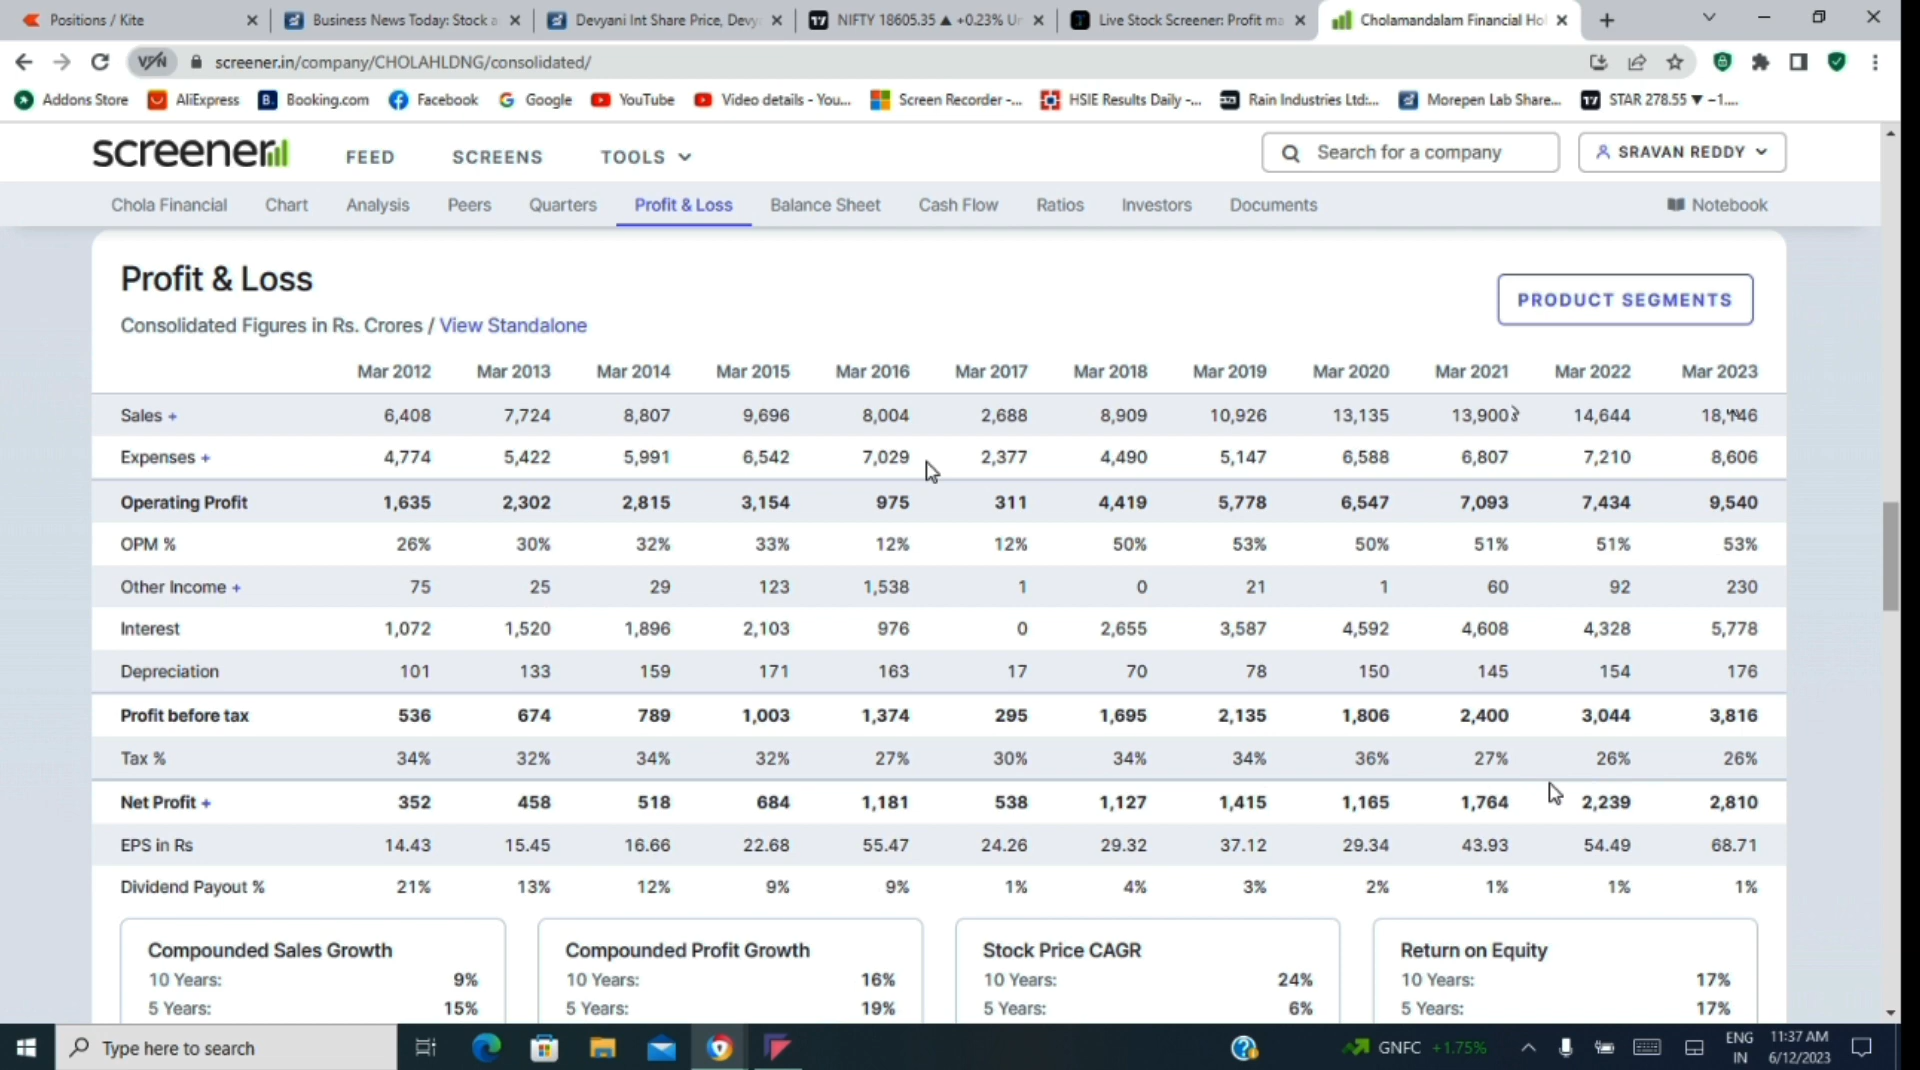 Positions / Kite
Business News Today: Stock a
Devyani Int Share Price, Devy
NIFTY 18605.35 ▲ +0.23% Ur
Live Stock Screener: Profit ma
Cholamandalam Financial Hol
VPN
screener.in/company/CHOLAHLDNG/consolidated/
Addons Store
AliExpress
Booking.com
Facebook
Google
YouTube
Video details - You...
Screen Recorder -...
HSIE Results Daily -...
Rain Industries Ltd:...
Morepen Lab Share...
STAR 278.55 ▼ −1....
screener
FEED
SCREENS
TOOLS
Search for a company
SRAVAN REDDY
Chola Financial
Chart
Analysis
Peers
Quarters
Profit & Loss
Balance Sheet
Cash Flow
Ratios
Investors
Documents
Notebook
Profit & Loss
PRODUCT SEGMENTS
Consolidated Figures in Rs. Crores / View Standalone
Mar 2012 Mar 2013 Mar 2014 Mar 2015 Mar 2016 Mar 2017 Mar 2018 Mar 2019 Mar 2020 Mar 2021 Mar 2022 Mar 2023
Sales + 6,408 7,724 8,807 9,696 8,004 2,688 8,909 10,926 13,135 13,900 14,644
Expenses + 4,774 5,422 5,991 6,542 7,029 2,377 4,490 5,147 6,588 6,807 7,210 8,606
Operating Profit 1,635 2,302 2,815 3,154 975 311 4,419 5,778 6,547 7,093 7,434 9,540
OPM % 26% 30% 32% 33% 12% 12% 50% 53% 50% 51% 51% 53%
Other Income + 75 25 29 123 1,538 1 0 21 1 60 92 230
Interest 1,072 1,520 1,896 2,103 976 0 2,655 3,587 4,592 4,608 4,328 5,778
Depreciation 101 133 159 171 163 17 70 78 150 145 154 176
Profit before tax 536 674 789 1,003 1,374 295 1,695 2,135 1,806 2,400 3,044 3,816
Tax % 34% 32% 34% 32% 27% 30% 34% 34% 36% 27% 26% 26%
Net Profit + 352 458 518 684 1,181 538 1,127 1,415 1,165 1,764 2,239 2,810
EPS in Rs 14.43 15.45 16.66 22.68 55.47 24.26 29.32 37.12 29.34 43.93 54.49 68.71
Dividend Payout % 21% 13% 12% 9% 9% 1% 4% 3% 2% 1% 1% 1%
Compounded Sales Growth
10 Years: 9%
5 Years: 15%
Compounded Profit Growth
10 Years: 16%
5 Years: 19%
Stock Price CAGR
10 Years: 24%
5 Years: 6%
Return on Equity
10 Years: 17%
5 Years: 17%
Type here to search
GNFC +1.75%
ENG
IN
11:37 AM
6/12/2023